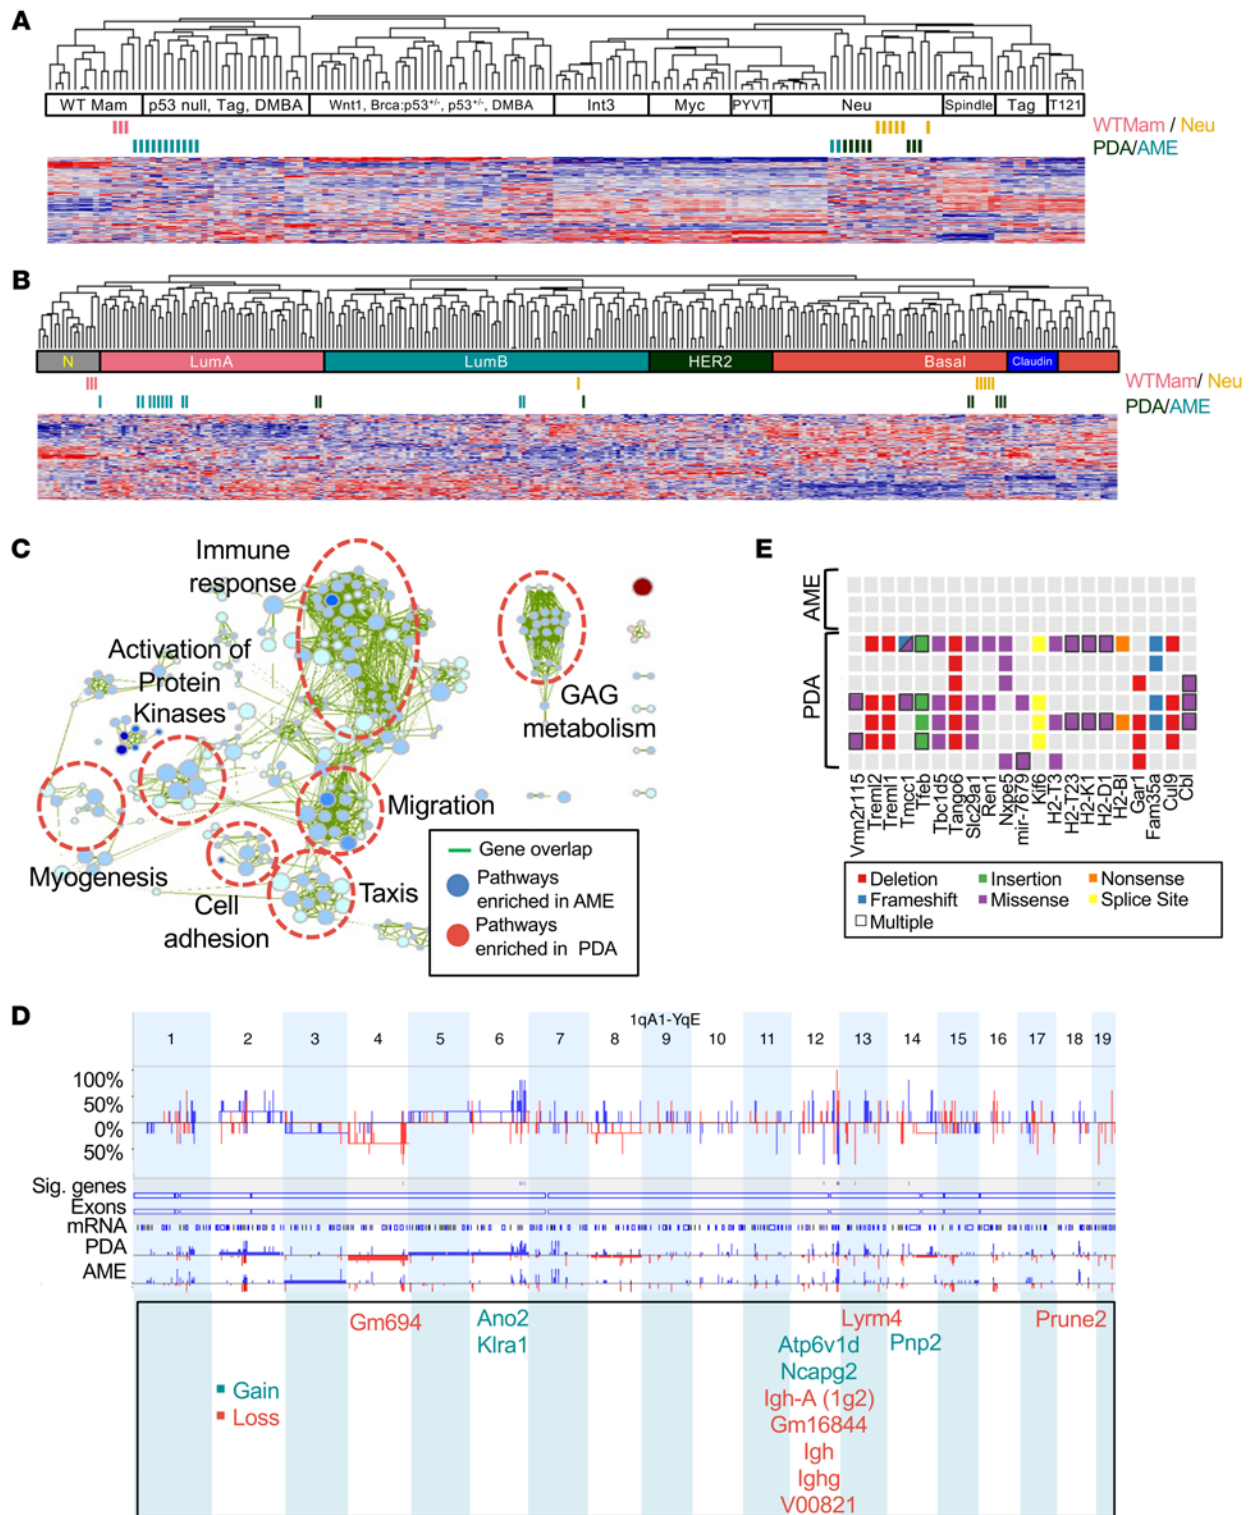 A
WT Mam
p53 null, Tag, DMBA
Wnt1, Brca:p53+/-, p53+/-, DMBA
Int3
Myc
PYVT
Neu
Spindle
Tag
T121
WTMam / Neu
PDA/AME
B
N
LumA
LumB
HER2
Basal
Claudin
WTMam/ Neu
PDA/AME
C
Immune
response
Activation of
Protein
Kinases
GAG
metabolism
Migration
Myogenesis
Cell
adhesion
Taxis
Gene overlap
Pathways
enriched in AME
Pathways
enriched in PDA
E
AME
PDA
Vmn2r115
Treml2
Treml1
Tmcc1
Tfeb
Tbc1d5
Tango6
Slc29a1
Ren1
Nxpe5
mir-7679
Kif6
H2-T3
H2-T23
H2-K1
H2-D1
H2-Bl
Gar1
Fam35a
Cul9
Cbl
Deletion
Insertion
Nonsense
Frameshift
Missense
Splice Site
Multiple
D
1qA1-YqE
1 2 3 4 5 6 7 8 9 10 11 12 13 14 15 16 17 18 19
100%
50%
0%
50%
Sig. genes
Exons
mRNA
PDA
AME
Gm694
Ano2
Klra1
Lyrm4
Prune2
Atp6v1d
Pnp2
Ncapg2
Igh-A (1g2)
Gm16844
Igh
Ighg
V00821
Gain
Loss